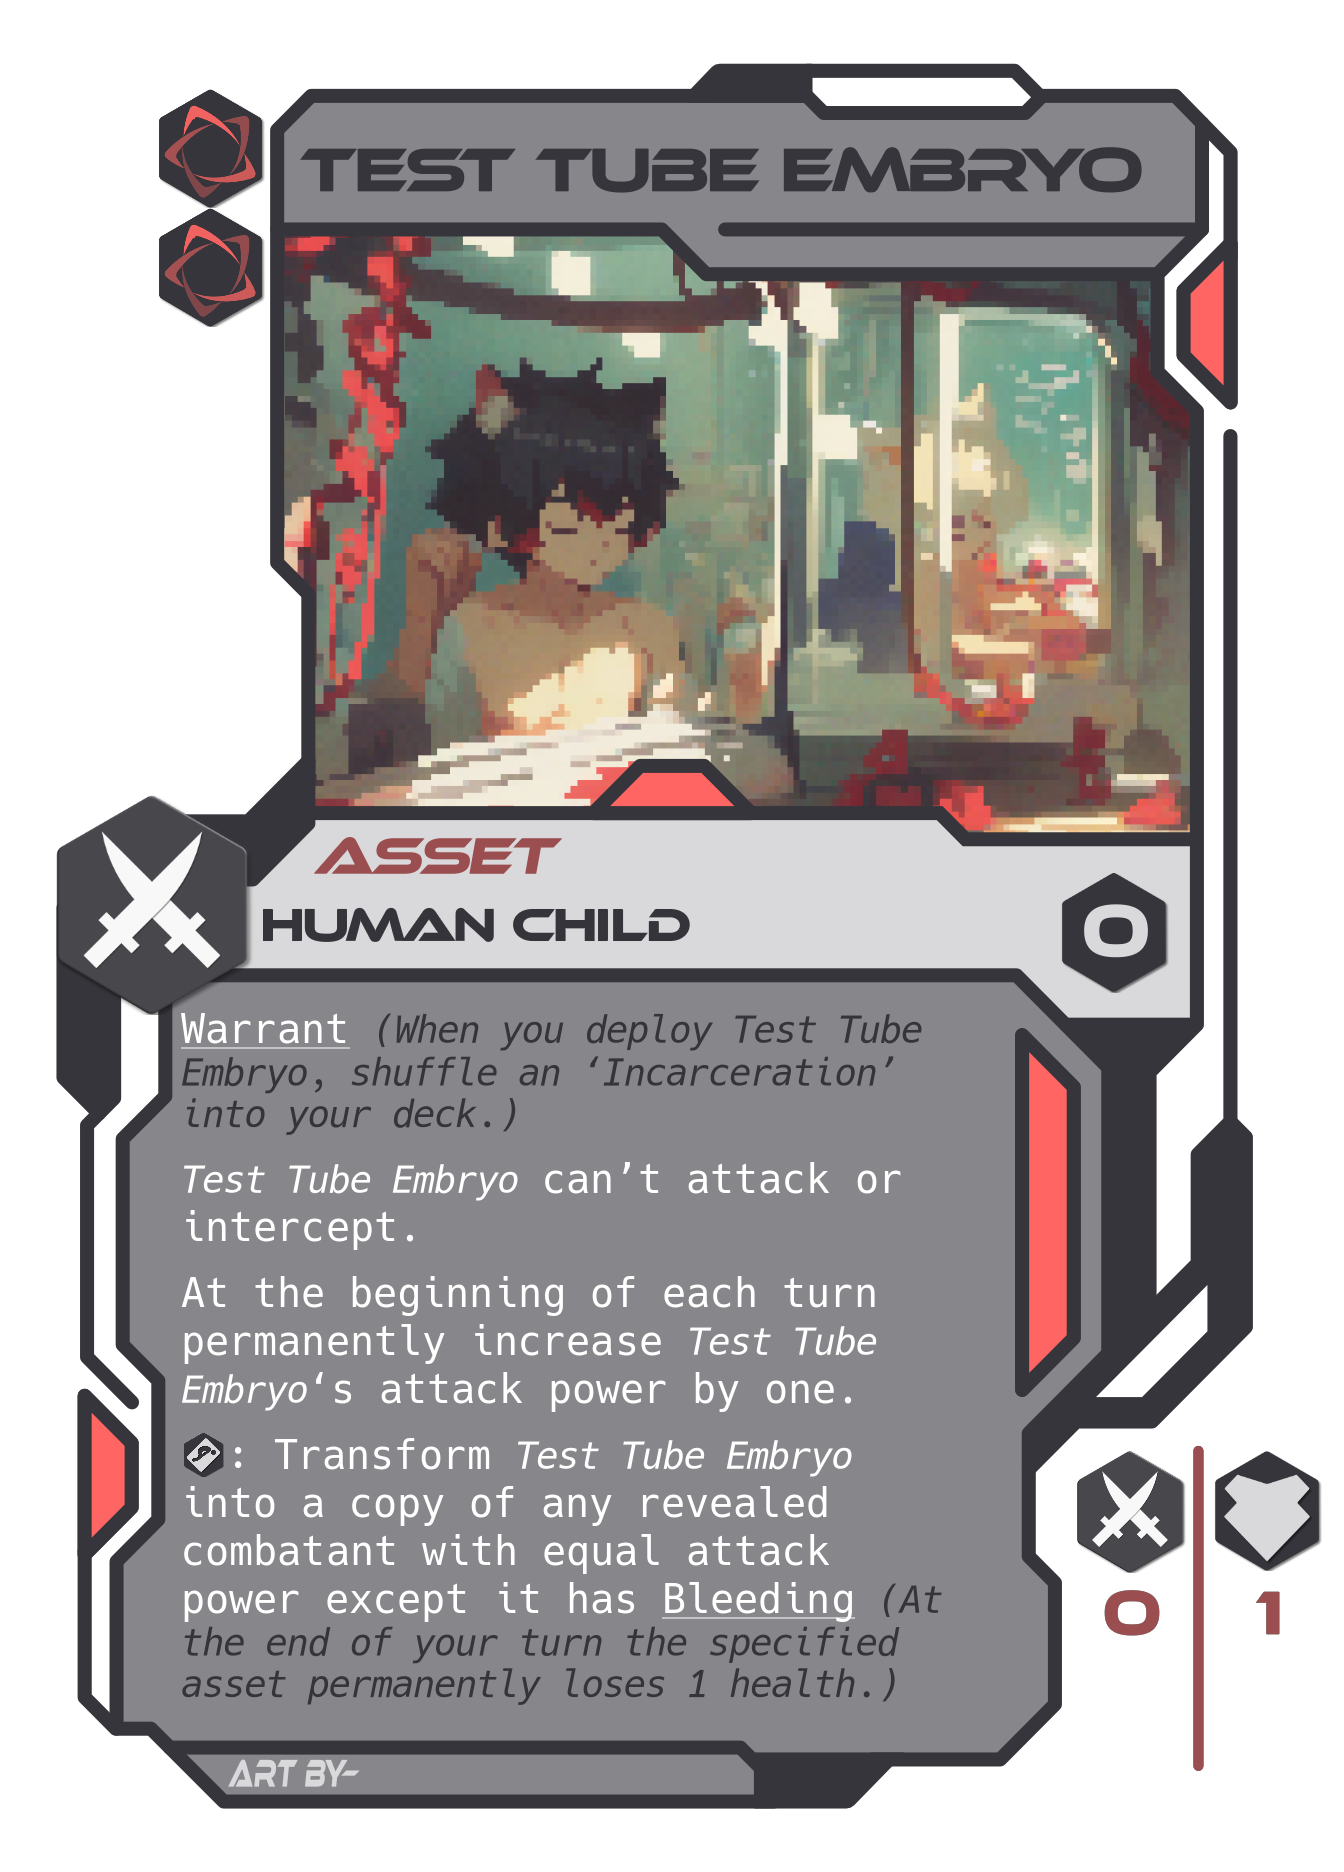 TEST TUBE EMBRYO
ASSET
HUMAN CHILD
0
Warrant (When you deploy Test Tube
Embryo, shuffle an ‘Incarceration’
into your deck.)
Test Tube Embryo can’t attack or
intercept.
At the beginning of each turn
permanently increase Test Tube
Embryo‘s attack power by one.
: Transform Test Tube Embryo
into a copy of any revealed
combatant with equal attack
power except it has Bleeding (At
the end of your turn the specified
asset permanently loses 1 health.)
0
1
ART BY-